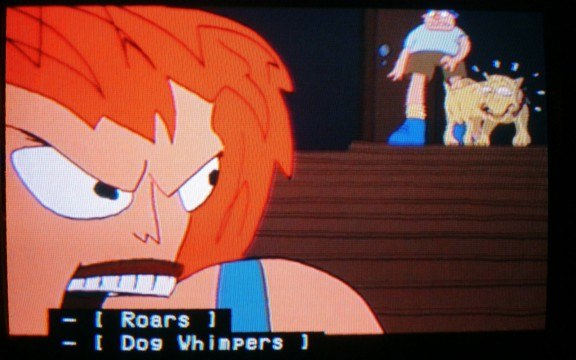 - [ Roars ]
- [ Dog Whimpers ]